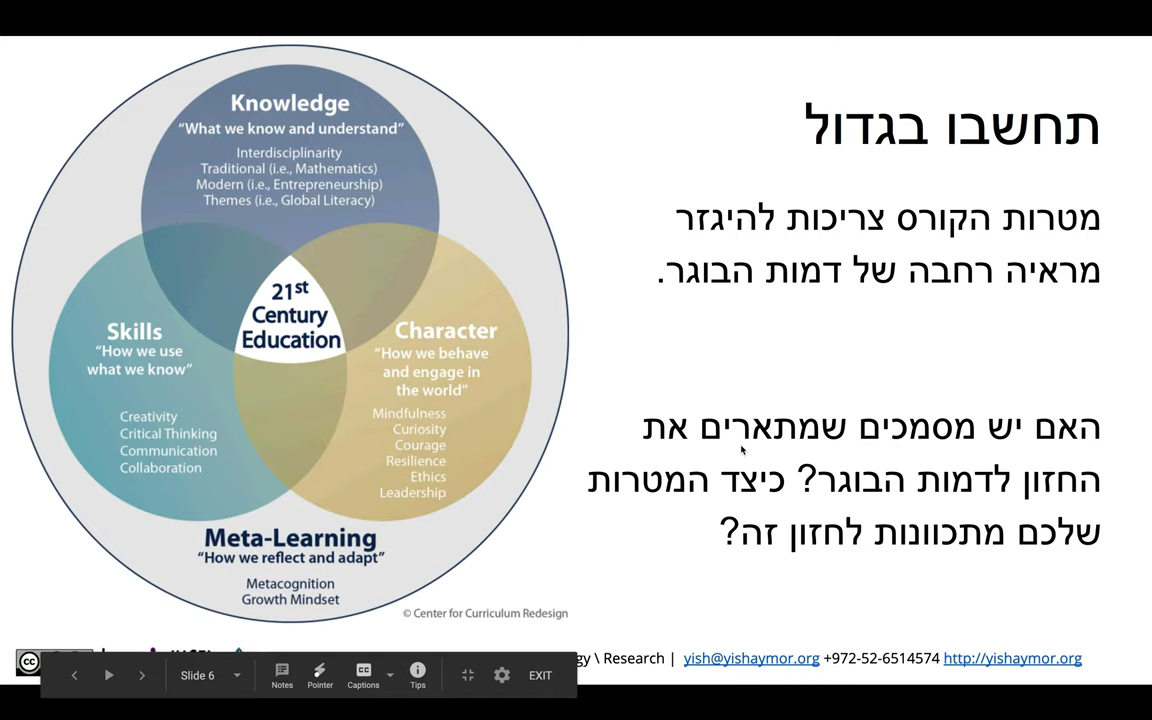 תחשבו בגדול
מטרות הקורס צריכות להיגזר
מראיה רחבה של דמות הבוגר.
האם יש מסמכים שמתארים את
החזון לדמות הבוגר? כיצד המטרות
שלכם מתכוונות לחזון זה?
Knowledge
“What we know and understand”
Interdisciplinarity
Traditional (i.e., Mathematics)
Modern (i.e., Entrepreneurship)
Themes (i.e., Global Literacy)
21st
Century
Education
Skills
“How we use
what we know”
Creativity
Critical Thinking
Communication
Collaboration
Character
“How we behave
and engage in
the world”
Mindfulness
Curiosity
Courage
Resilience
Ethics
Leadership
Meta-Learning
“How we reflect and adapt”
Metacognition
Growth Mindset
© Center for Curriculum Redesign
cc
\ Research | yish@yishaymor.org +972-52-6514574 http://yishaymor.org
Slide 6
Notes
Pointer
CC
Captions
Tips
EXIT